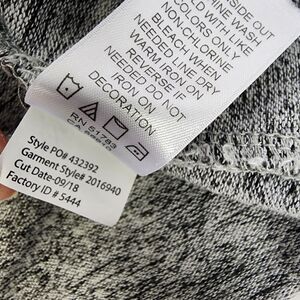 INSIDE OUT
MACHINE WASH
COLD WITH LIKE
COLORS ONLY
NON-CHLORINE
BLEACH WHEN
NEEDED LINE DRY
WARM IRON ON
REVERSE IF
NEEDED DO NOT
IRON ON
DECORATION
RN 51783
Style PO# 432392
Garment Style# 2016940
Cut Date-09/18
Factory ID # 5444